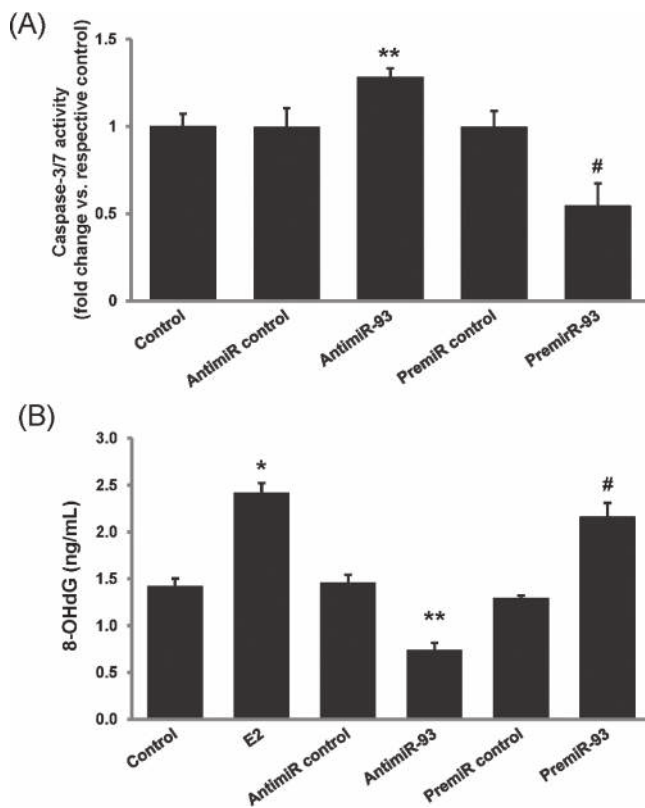 (A)
Caspase-3/7 activity
(fold change vs. respective control)
1.5
1
0.5
0
**
#
Control
AntimiR control
AntimiR-93
PremiR control
PremirR-93
(B)
8-OHdG (ng/mL)
3.0
2.5
2.0
1.5
1.0
0.5
0.0
*
**
#
Control
E2
AntimiR control
AntimiR-93
PremiR control
PremiR-93